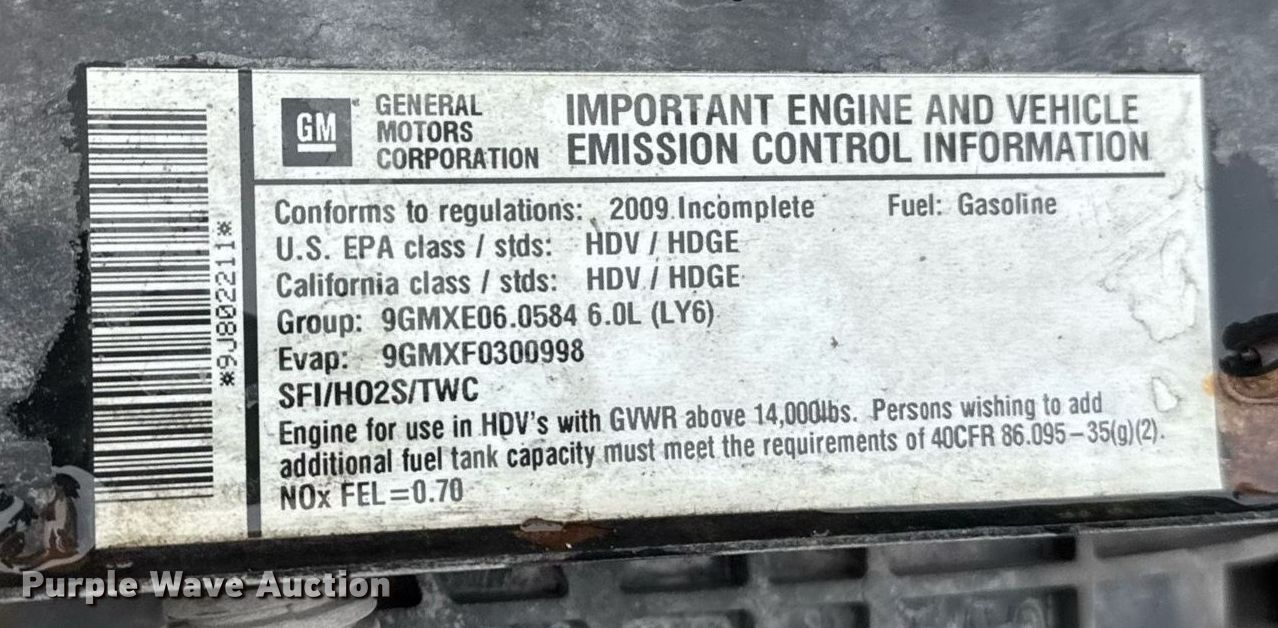 GM
GENERAL
MOTORS
CORPORATION
IMPORTANT ENGINE AND VEHICLE
EMISSION CONTROL INFORMATION
Conforms to regulations: 2009 Incomplete Fuel: Gasoline
U.S. EPA class / stds: HDV / HDGE
California class / stds: HDV / HDGE
Group: 9GMXE06.0584 6.0L (LY6)
Evap: 9GMXF0300998
SFI/HO2S/TWC
Engine for use in HDV's with GVWR above 14,000lbs. Persons wishing to add
additional fuel tank capacity must meet the requirements of 40CFR 86.095-35(g)(2).
NOx FEL=0.70
*9J802211*
Purple Wave Auction